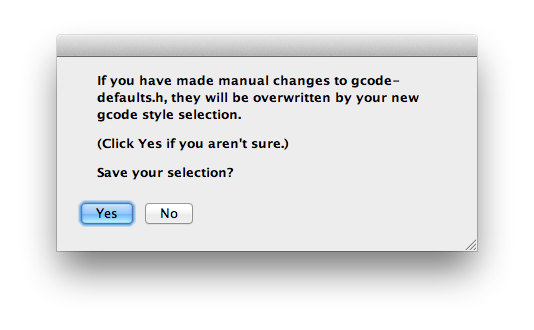 If you have made manual changes to gcode-
defaults.h, they will be overwritten by your new
gcode style selection.
(Click Yes if you aren't sure.)
Save your selection?
Yes No